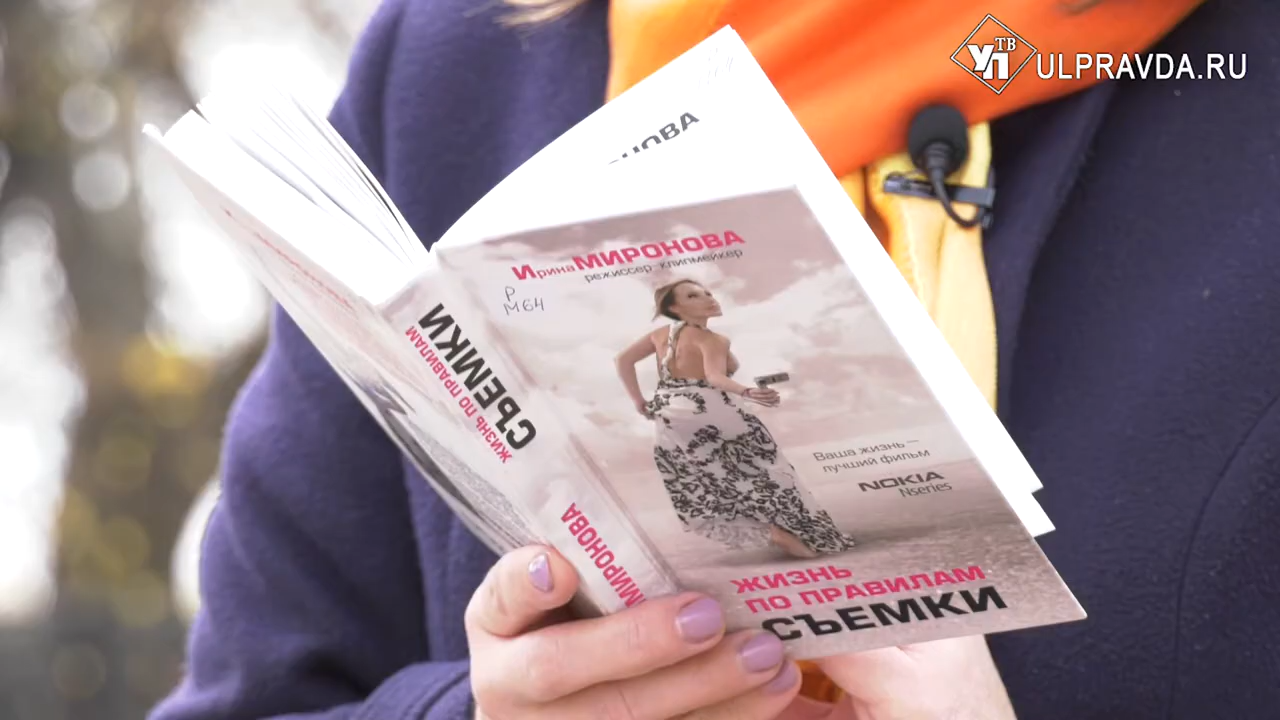 УП ТВ
ULPRAVDA.RU
ИринаМИРОНОВА
режиссер клипмейкер
Р
М64
Ваша жизнь —
лучший фильм
NOKIA
Nseries
ЖИЗНЬ
ПО ПРАВИЛАМ
СЪЕМКИ
ЖИЗНЬ ПО ПРАВИЛАМ
СЪЕМКИ
МИРОНОВА